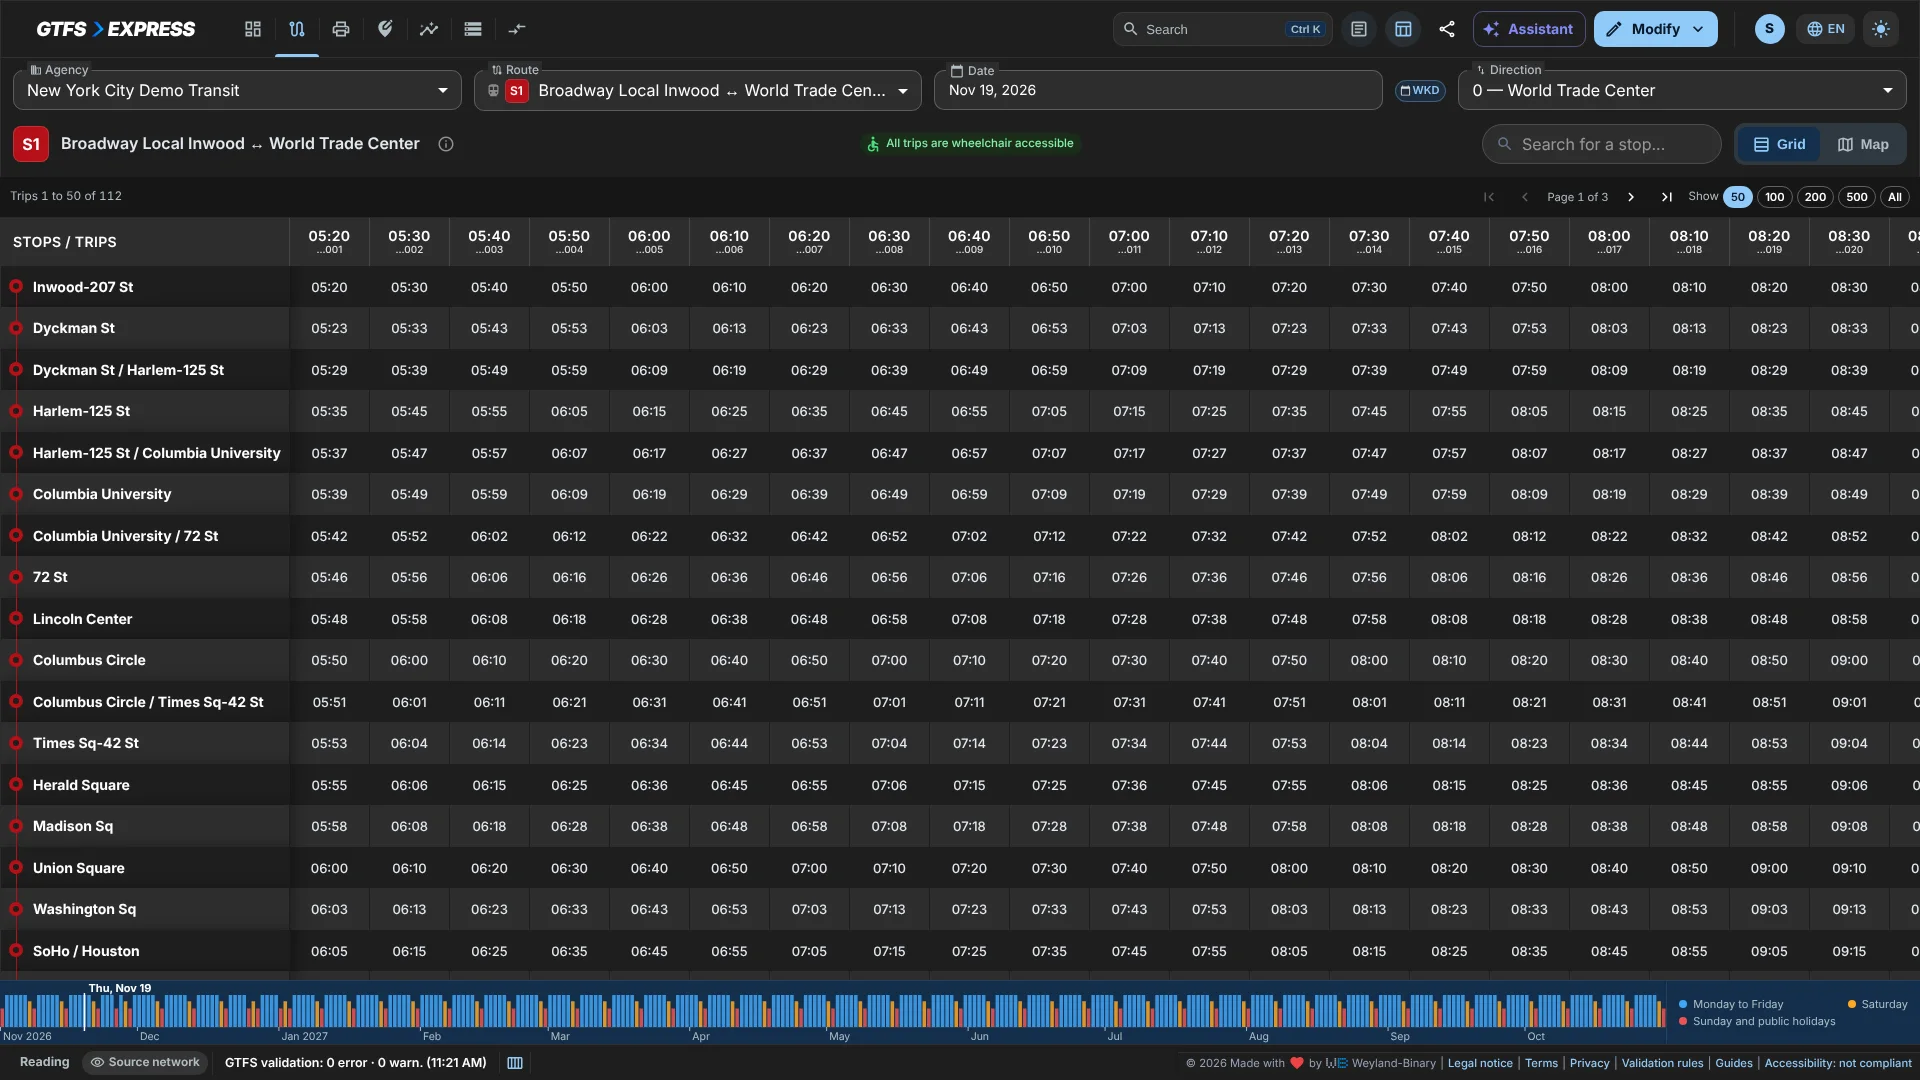 GTFS EXPRESS
Search Ctrl K
Assistant
Modify
S
EN
Agency
New York City Demo Transit
Route
S1 Broadway Local Inwood ↔ World Trade Cen...
Date
Nov 19, 2026
WKD
Direction
0 — World Trade Center
S1 Broadway Local Inwood ↔ World Trade Center
All trips are wheelchair accessible
Search for a stop...
Grid
Map
Trips 1 to 50 of 112
Page 1 of 3
Show 50 100 200 500 All
STOPS / TRIPS 05:20 05:30 05:40 05:50 06:00 06:10 06:20 06:30 06:40 06:50 07:00 07:10 07:20 07:30 07:40 07:50 08:00 08:10 08:20 08:30
...001 ...002 ...003 ...004 ...005 ...006 ...007 ...008 ...009 ...010 ...011 ...012 ...013 ...014 ...015 ...016 ...017 ...018 ...019 ...020
Inwood-207 St 05:20 05:30 05:40 05:50 06:00 06:10 06:20 06:30 06:40 06:50 07:00 07:10 07:20 07:30 07:40 07:50 08:00 08:10 08:20 08:30
Dyckman St 05:23 05:33 05:43 05:53 06:03 06:13 06:23 06:33 06:43 06:53 07:03 07:13 07:23 07:33 07:43 07:53 08:03 08:13 08:23 08:33
Dyckman St / Harlem-125 St 05:29 05:39 05:49 05:59 06:09 06:19 06:29 06:39 06:49 06:59 07:09 07:19 07:29 07:39 07:49 07:59 08:09 08:19 08:29 08:39
Harlem-125 St 05:35 05:45 05:55 06:05 06:15 06:25 06:35 06:45 06:55 07:05 07:15 07:25 07:35 07:45 07:55 08:05 08:15 08:25 08:35 08:45
Harlem-125 St / Columbia University 05:37 05:47 05:57 06:07 06:17 06:27 06:37 06:47 06:57 07:07 07:17 07:27 07:37 07:47 07:57 08:07 08:17 08:27 08:37 08:47
Columbia University 05:39 05:49 05:59 06:09 06:19 06:29 06:39 06:49 06:59 07:09 07:19 07:29 07:39 07:49 07:59 08:09 08:19 08:29 08:39 08:49
Columbia University / 72 St 05:42 05:52 06:02 06:12 06:22 06:32 06:42 06:52 07:02 07:12 07:22 07:32 07:42 07:52 08:02 08:12 08:22 08:32 08:42 08:52
72 St 05:46 05:56 06:06 06:16 06:26 06:36 06:46 06:56 07:06 07:16 07:26 07:36 07:46 07:56 08:06 08:16 08:26 08:36 08:46 08:56
Lincoln Center 05:48 05:58 06:08 06:18 06:28 06:38 06:48 06:58 07:08 07:18 07:28 07:38 07:48 07:58 08:08 08:18 08:28 08:38 08:48 08:58
Columbus Circle 05:50 06:00 06:10 06:20 06:30 06:40 06:50 07:00 07:10 07:20 07:30 07:40 07:50 08:00 08:10 08:20 08:30 08:40 08:50 09:00
Columbus Circle / Times Sq-42 St 05:51 06:01 06:11 06:21 06:31 06:41 06:51 07:01 07:11 07:21 07:31 07:41 07:51 08:01 08:11 08:21 08:31 08:41 08:51 09:01
Times Sq-42 St 05:53 06:04 06:14 06:23 06:34 06:44 06:53 07:04 07:14 07:23 07:34 07:44 07:53 08:04 08:14 08:23 08:34 08:44 08:53 09:04
Herald Square 05:55 06:06 06:15 06:25 06:36 06:45 06:55 07:06 07:15 07:25 07:36 07:45 07:55 08:06 08:15 08:25 08:36 08:45 08:55 09:06
Madison Sq 05:58 06:08 06:18 06:28 06:38 06:48 06:58 07:08 07:18 07:28 07:38 07:48 07:58 08:08 08:18 08:28 08:38 08:48 08:58 09:08
Union Square 06:00 06:10 06:20 06:30 06:40 06:50 07:00 07:10 07:20 07:30 07:40 07:50 08:00 08:10 08:20 08:30 08:40 08:50 09:00 09:10
Washington Sq 06:03 06:13 06:23 06:33 06:43 06:53 07:03 07:13 07:23 07:33 07:43 07:53 08:03 08:13 08:23 08:33 08:43 08:53 09:03 09:13
SoHo / Houston 06:05 06:15 06:25 06:35 06:45 06:55 07:05 07:15 07:25 07:35 07:45 07:55 08:05 08:15 08:25 08:35 08:45 08:55 09:05 09:15
Thu, Nov 19
Nov 2026 Dec Jan 2027 Feb Mar Apr May Jun Jul Aug Sep Oct
Monday to Friday
Saturday
Sunday and public holidays
Reading
Source network
GTFS validation: 0 error · 0 warn. (11:21 AM)
© 2026 Made with ❤ by Weyland-Binary | Legal notice | Terms | Privacy | Validation rules | Guides | Accessibility: not compliant